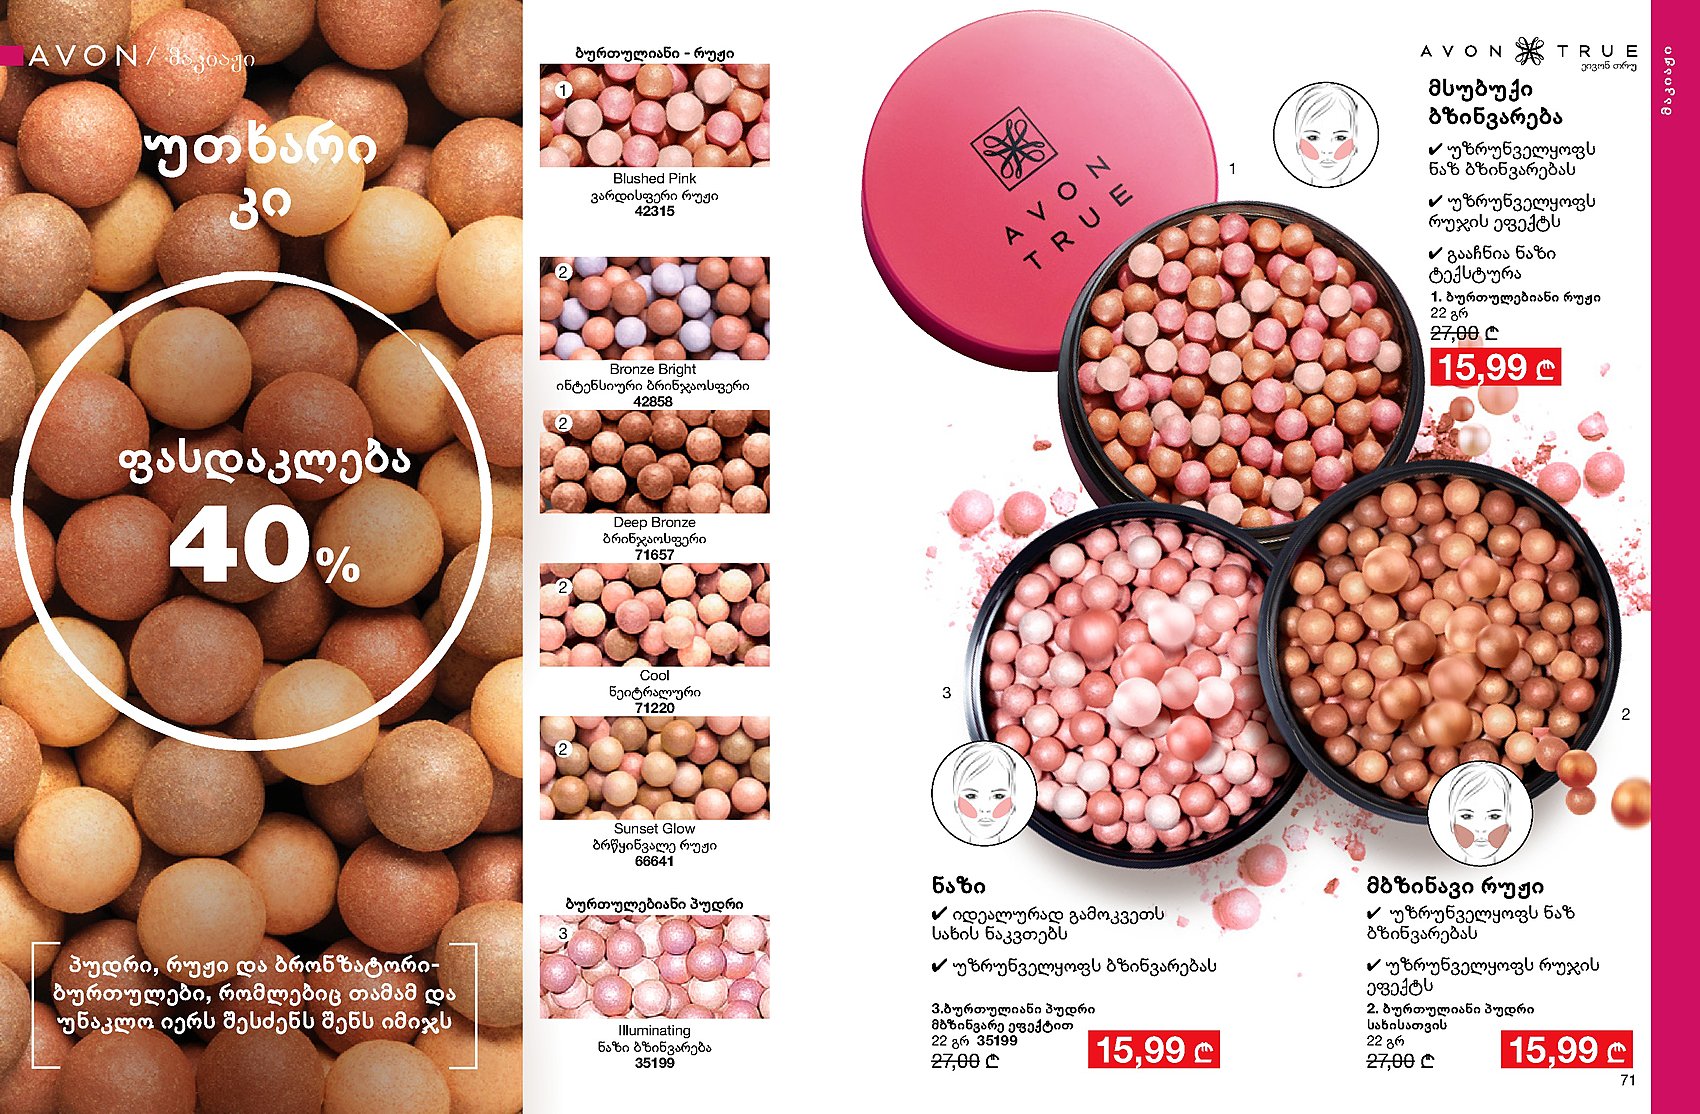 AVON / მაკიაჟი
უთხარი
კი
ფასდაკლება
40%
პუდრი, რუჟი და ბრონზატორი-
ბურთულები, რომლებიც თამამ და
უნაკლო იერს შესძენს შენს იმიჯს
ბურთულიანი - რუჟი
1
Blushed Pink
ვარდისფერი რუჟი
42315
2
Bronze Bright
ინტენსიური ბრინჯაოსფერი
42858
2
Deep Bronze
ბრინჯაოსფერი
71657
2
Cool
ნეიტრალური
71220
2
Sunset Glow
ბრწყინვალე რუჟი
66641
ბურთულებიანი პუდრი
3
Illuminating
ნაზი ბზინვარება
35199
AVON
TRUE
1
3
2
AVON TRUE
ეივონ თრუ
მსუბუქი
ბზინვარება
✔ უზრუნველყოფს
ნაზ ბზინვარებას
✔ უზრუნველყოფს
რუჯის ეფექტს
✔ გააჩნია ნაზი
ტექსტურა
1. ბურთულებიანი რუჟი
22 გრ
27,00 ₾
15,99 ₾
ნაზი
✔ იდეალურად გამოკვეთს
სახის ნაკვთებს
✔ უზრუნველყოფს ბზინვარებას
3.ბურთულიანი პუდრი
მბზინვარე ეფექტით
22 გრ 35199
27,00 ₾
15,99 ₾
მბზინავი რუჟი
✔ უზრუნველყოფს ნაზ
ბზინვარებას
✔ უზრუნველყოფს რუჯის
ეფექტს
2. ბურთულიანი პუდრი
სახისათვის
22 გრ
27,00 ₾
15,99 ₾
71
მაკიაჟი